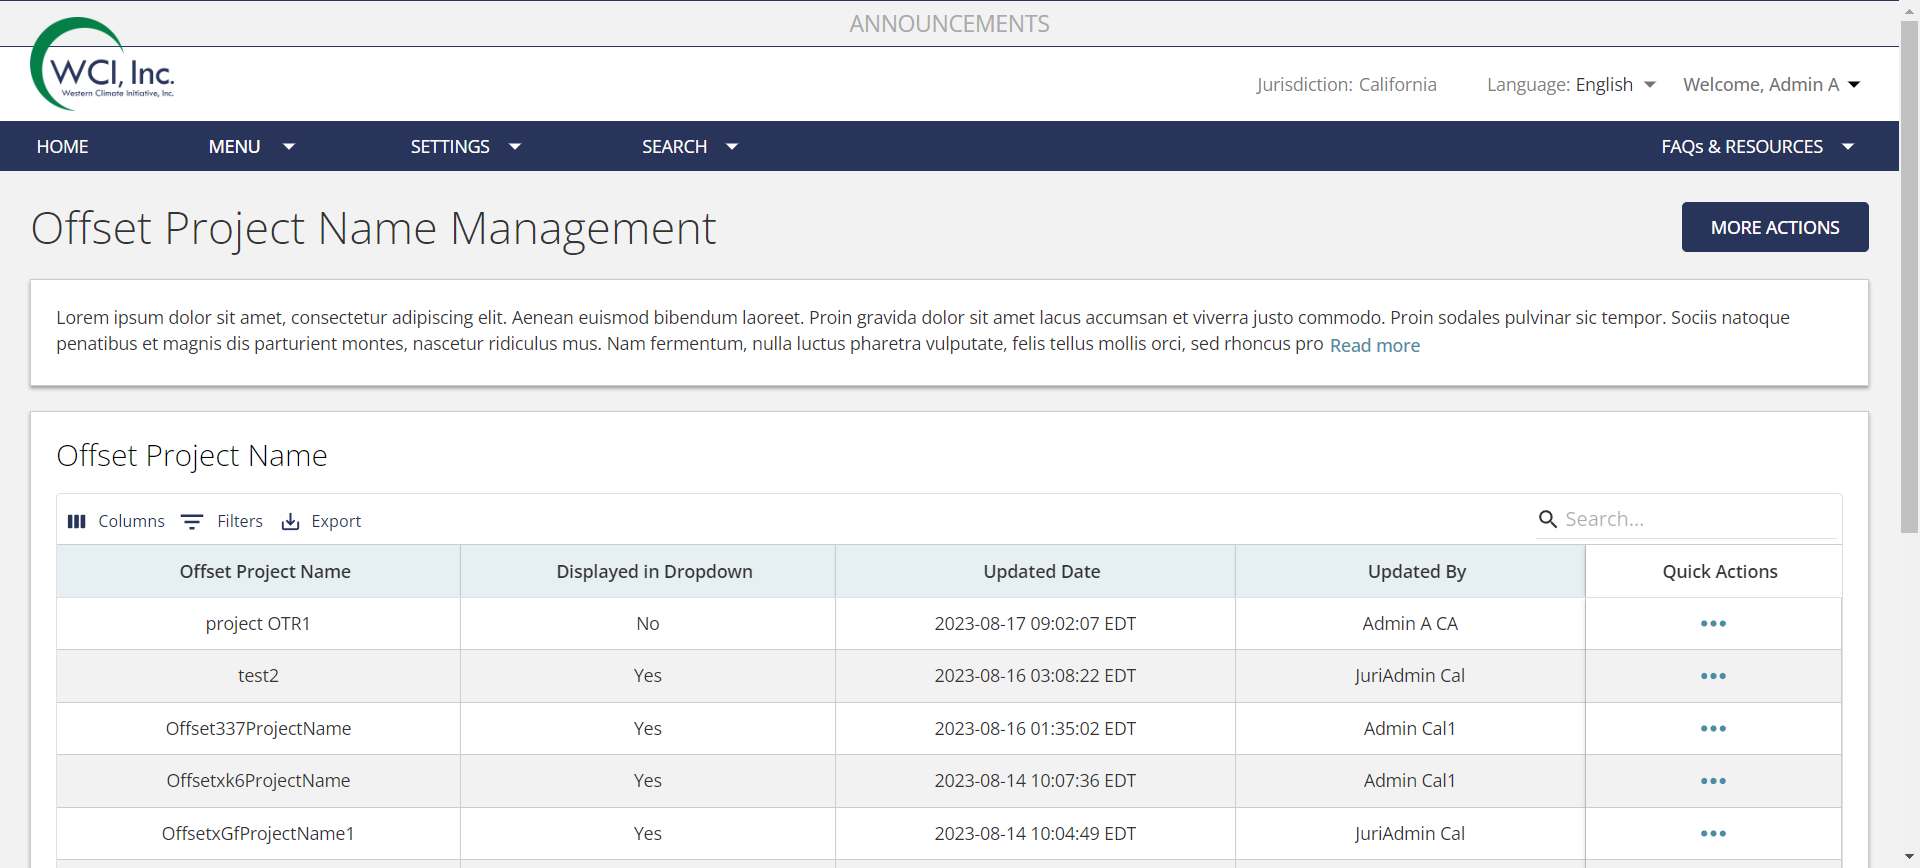 ANNOUNCEMENTS
WCI, Inc.
Western Climate Initiative, Inc.
Jurisdiction: California
Language: English
Welcome, Admin A
HOME
MENU
SETTINGS
SEARCH
FAQs & RESOURCES
Offset Project Name Management
MORE ACTIONS
Lorem ipsum dolor sit amet, consectetur adipiscing elit. Aenean euismod bibendum laoreet. Proin gravida dolor sit amet lacus accumsan et viverra justo commodo. Proin sodales pulvinar sic tempor. Sociis natoque
penatibus et magnis dis parturient montes, nascetur ridiculus mus. Nam fermentum, nulla luctus pharetra vulputate, felis tellus mollis orci, sed rhoncus pro Read more
Offset Project Name
Columns Filters Export
Search...
Offset Project Name Displayed in Dropdown Updated Date Updated By Quick Actions
project OTR1 No 2023-08-17 09:02:07 EDT Admin A CA
test2 Yes 2023-08-16 03:08:22 EDT JuriAdmin Cal
Offset337ProjectName Yes 2023-08-16 01:35:02 EDT Admin Cal1
Offsetxk6ProjectName Yes 2023-08-14 10:07:36 EDT Admin Cal1
OffsetxGfProjectName1 Yes 2023-08-14 10:04:49 EDT JuriAdmin Cal